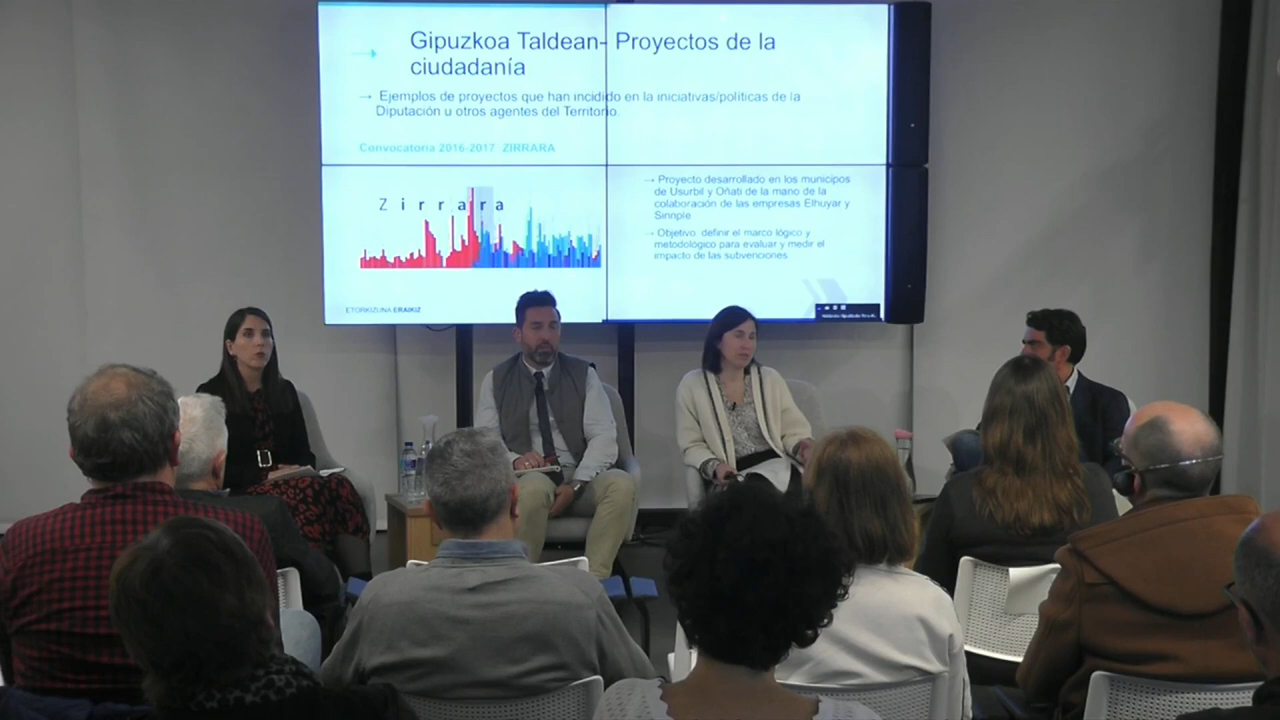 Gipuzkoa Taldean- Proyectos de la
ciudadanía
→ Ejemplos de proyectos que han incidido en la iniciativas/políticas de la
Diputación u otros agentes del Territorio.
Convocatoria 2016-2017 ZIRRARA
Zirrara
→ Proyecto desarrollado en los municipos
de Usurbil y Oñati de la mano de la
colaboración de las empresas Elhuyar y
Sinnple
→ Objetivo definir el marco lógico y
metodológico para evaluar y medir el
impacto de las subvenciones
ETORKIZUNA ERAIKIZ